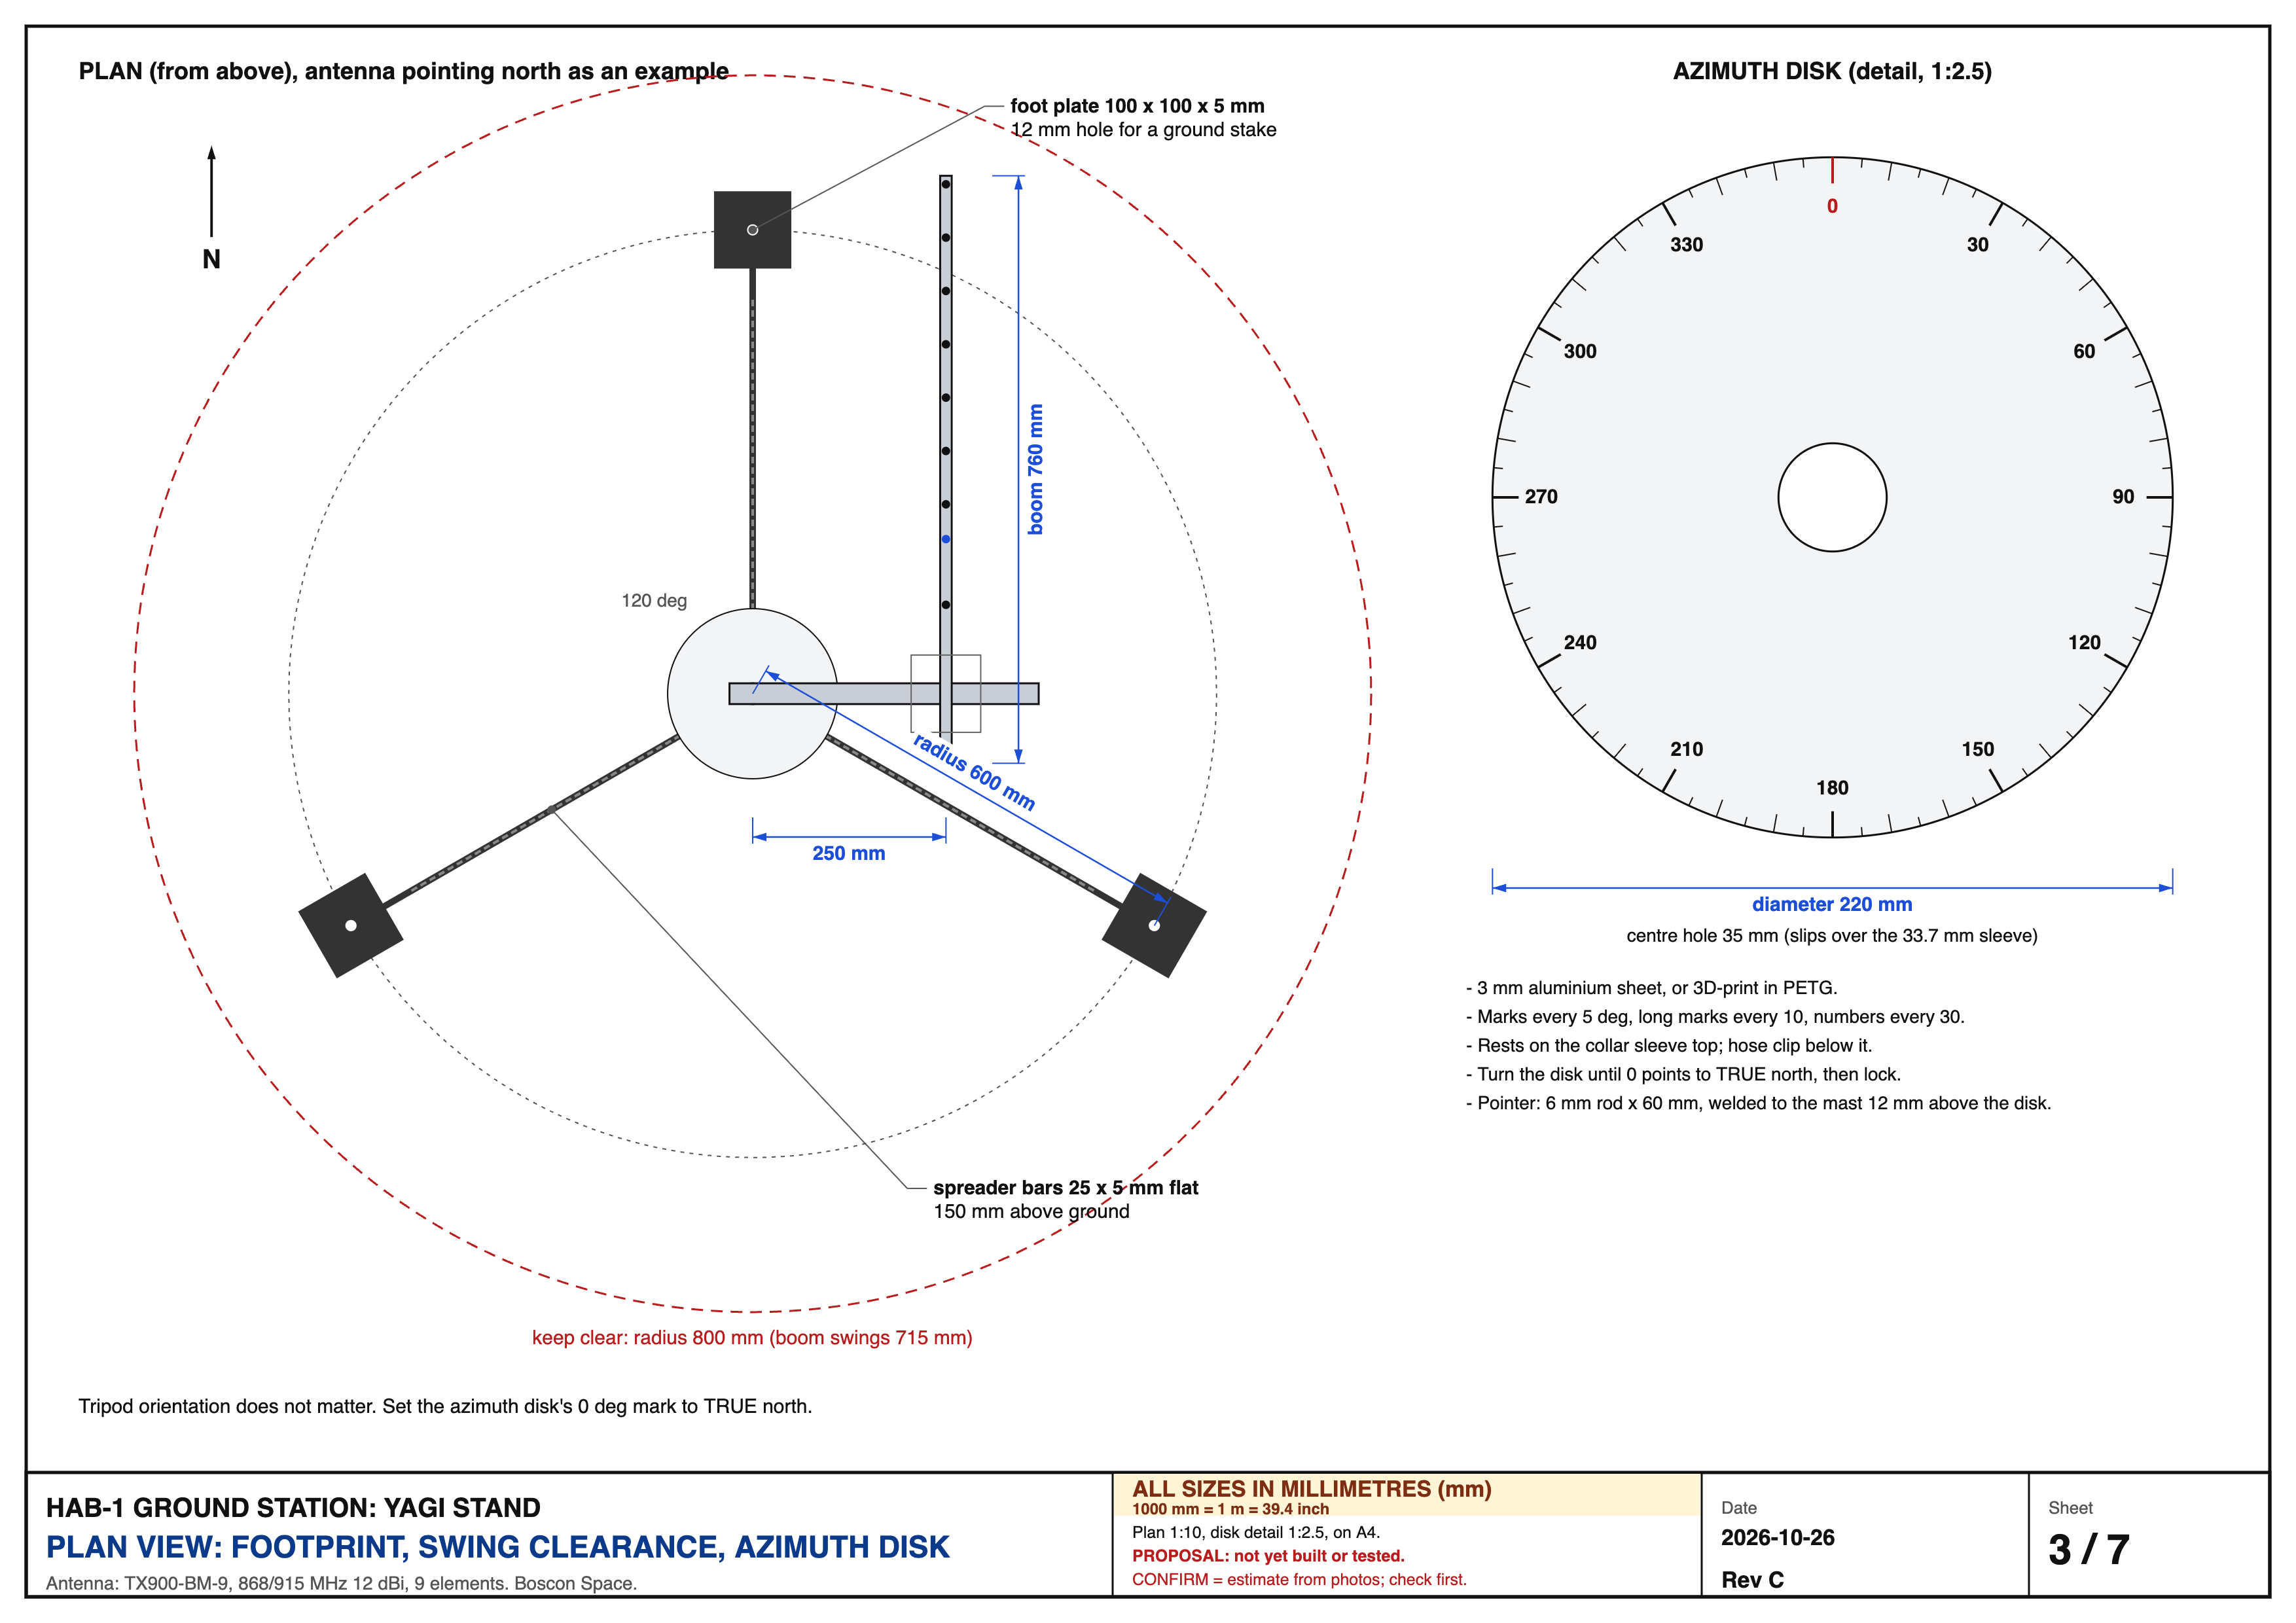 PLAN (from above), antenna pointing north as an example
foot plate 100 x 100 x 5 mm
12 mm hole for a ground stake
N
boom 760 mm
120 deg
radius 600 mm
250 mm
spreader bars 25 x 5 mm flat
150 mm above ground
keep clear: radius 800 mm (boom swings 715 mm)
Tripod orientation does not matter. Set the azimuth disk's 0 deg mark to TRUE north.
AZIMUTH DISK (detail, 1:2.5)
0
30
60
90
120
150
180
210
240
270
300
330
diameter 220 mm
centre hole 35 mm (slips over the 33.7 mm sleeve)
- 3 mm aluminium sheet, or 3D-print in PETG.
- Marks every 5 deg, long marks every 10, numbers every 30.
- Rests on the collar sleeve top; hose clip below it.
- Turn the disk until 0 points to TRUE north, then lock.
- Pointer: 6 mm rod x 60 mm, welded to the mast 12 mm above the disk.
HAB-1 GROUND STATION: YAGI STAND
PLAN VIEW: FOOTPRINT, SWING CLEARANCE, AZIMUTH DISK
Antenna: TX900-BM-9, 868/915 MHz 12 dBi, 9 elements. Boscon Space.
ALL SIZES IN MILLIMETRES (mm)
1000 mm = 1 m = 39.4 inch
Plan 1:10, disk detail 1:2.5, on A4.
PROPOSAL: not yet built or tested.
CONFIRM = estimate from photos; check first.
Date
2026-10-26
Rev C
Sheet
3 / 7